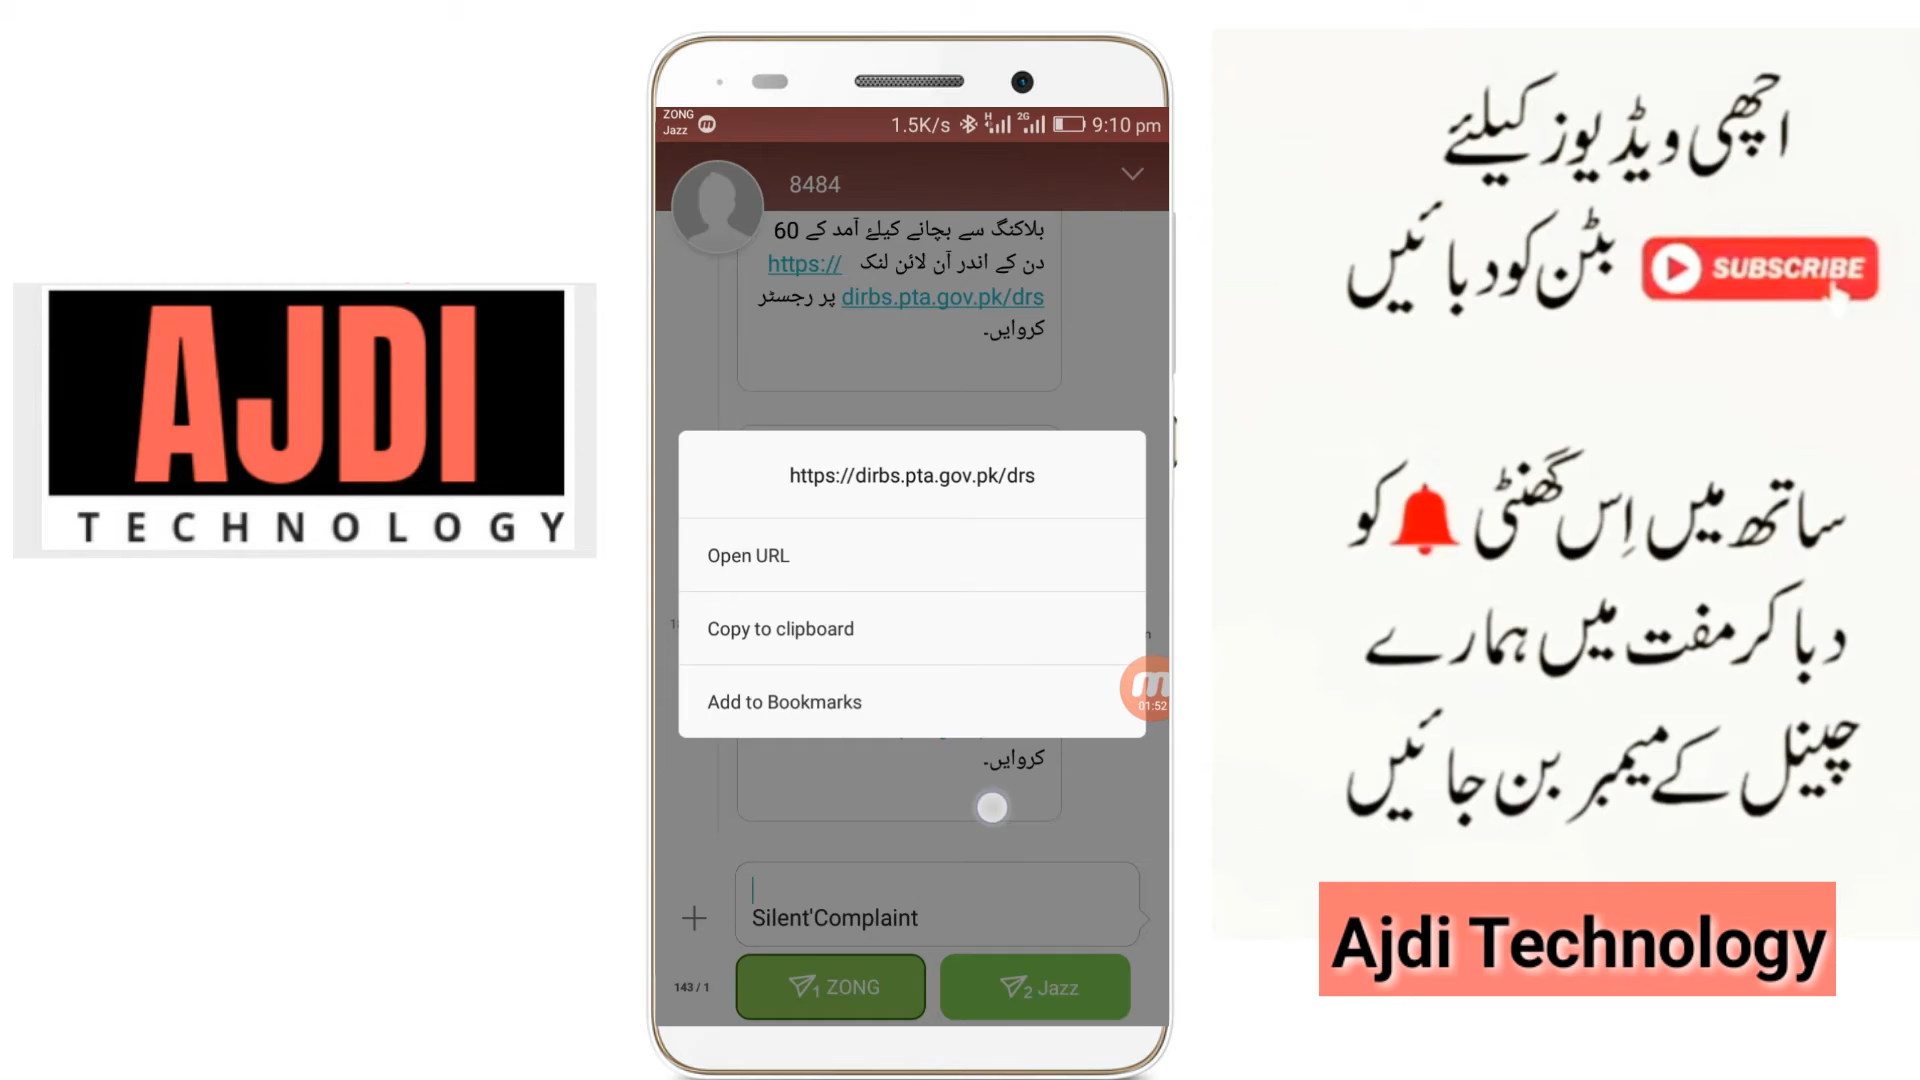 AJDI
TECHNOLOGY
ZONG
Jazz
1.5K/s
H
2G
9:10 pm
8484
بلاکنگ سے بچانے کیلۓ آمد کے 60
دن کے اندر آن لائن لنک https://
dirbs.pta.gov.pk/drs پر رجسٹر
کروایں۔
https://dirbs.pta.gov.pk/drs
Open URL
Copy to clipboard
Add to Bookmarks
01:52
کروایں۔
Silent'Complaint
143 / 1
1 ZONG
2 Jazz
اچھی ویڈیوز کیلئے
بٹن کو دبائیں SUBSCRIBE
ساتھ میں اِس گھنٹی کو
دبا کر مفت میں ہمارے
چینل کے میمبر بن جائیں
Ajdi Technology